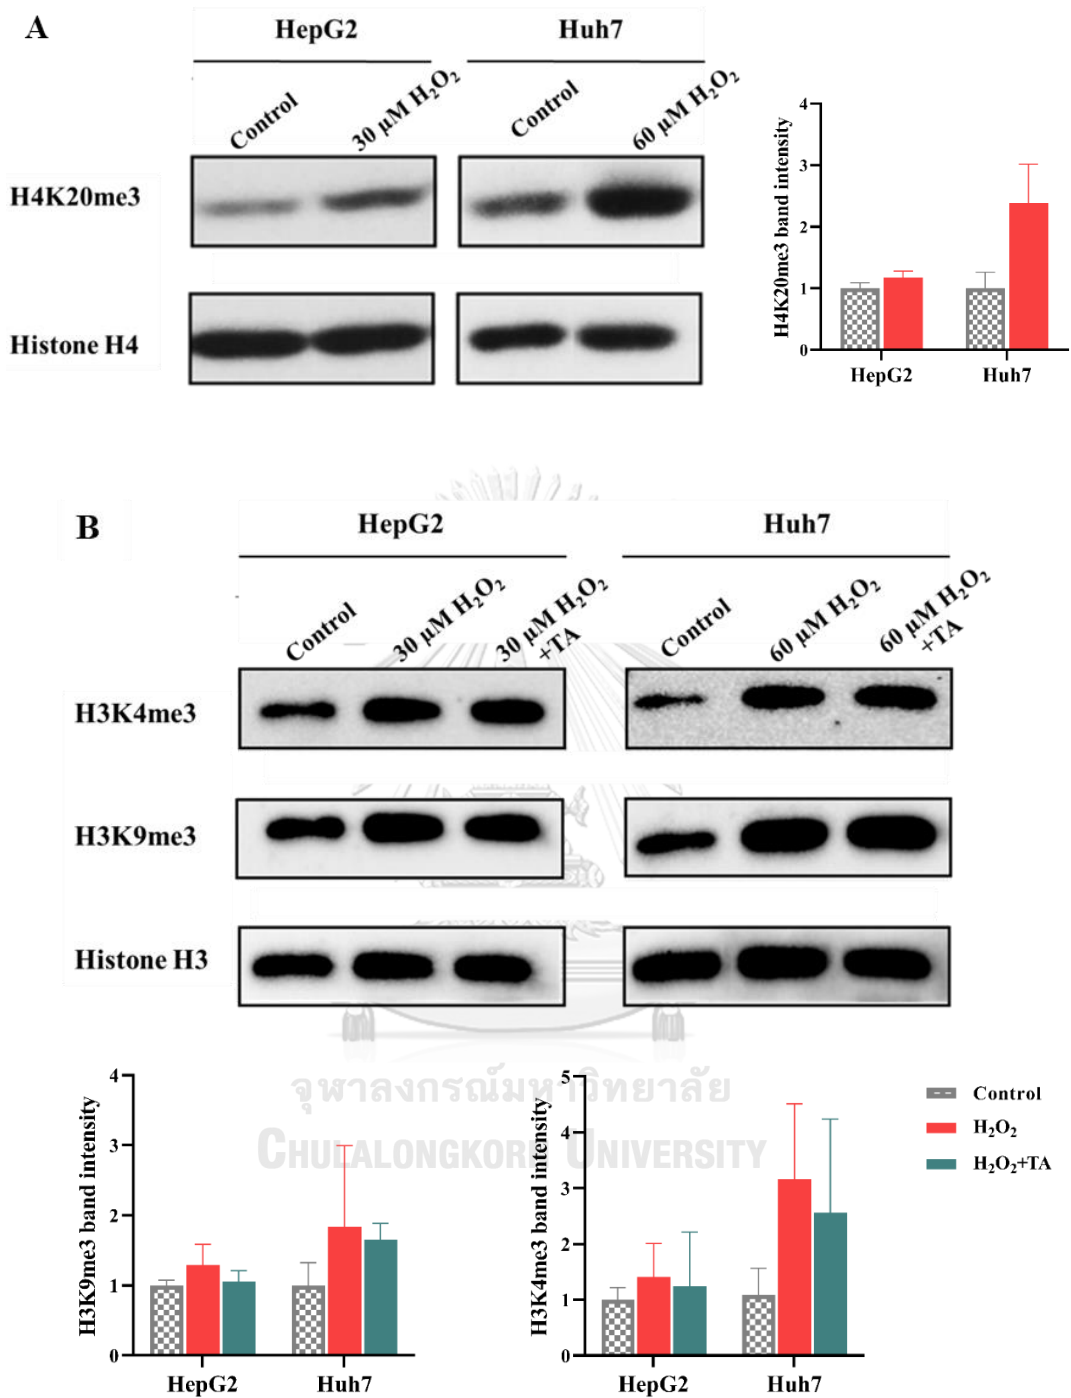 A
HepG2
Huh7
Control
30 µM H₂O₂
Control
60 µM H₂O₂
H4K20me3
Histone H4
H4K20me3 band intensity
4
3
2
1
0
HepG2
Huh7
B
HepG2
Huh7
Control
30 µM H₂O₂
30 µM H₂O₂
+TA
Control
60 µM H₂O₂
60 µM H₂O₂
+TA
H3K4me3
H3K9me3
Histone H3
จุฬาลงกรณ์มหาวิทยาลัย
CHULALONGKORN UNIVERSITY
H3K9me3 band intensity
4
3
2
1
0
HepG2
Huh7
H3K4me3 band intensity
5
4
3
2
1
0
HepG2
Huh7
Control
H₂O₂
H₂O₂+TA